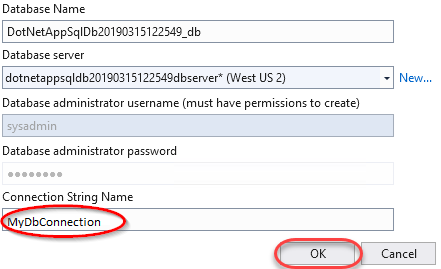 Database Name
DotNetAppSqlDb20190315122549_db
Database server
dotnetappsqldb20190315122549dbserver* (West US 2)
New...
Database administrator username (must have permissions to create)
sysadmin
Database administrator password
●●●●●●●●
Connection String Name
MyDbConnection
OK Cancel